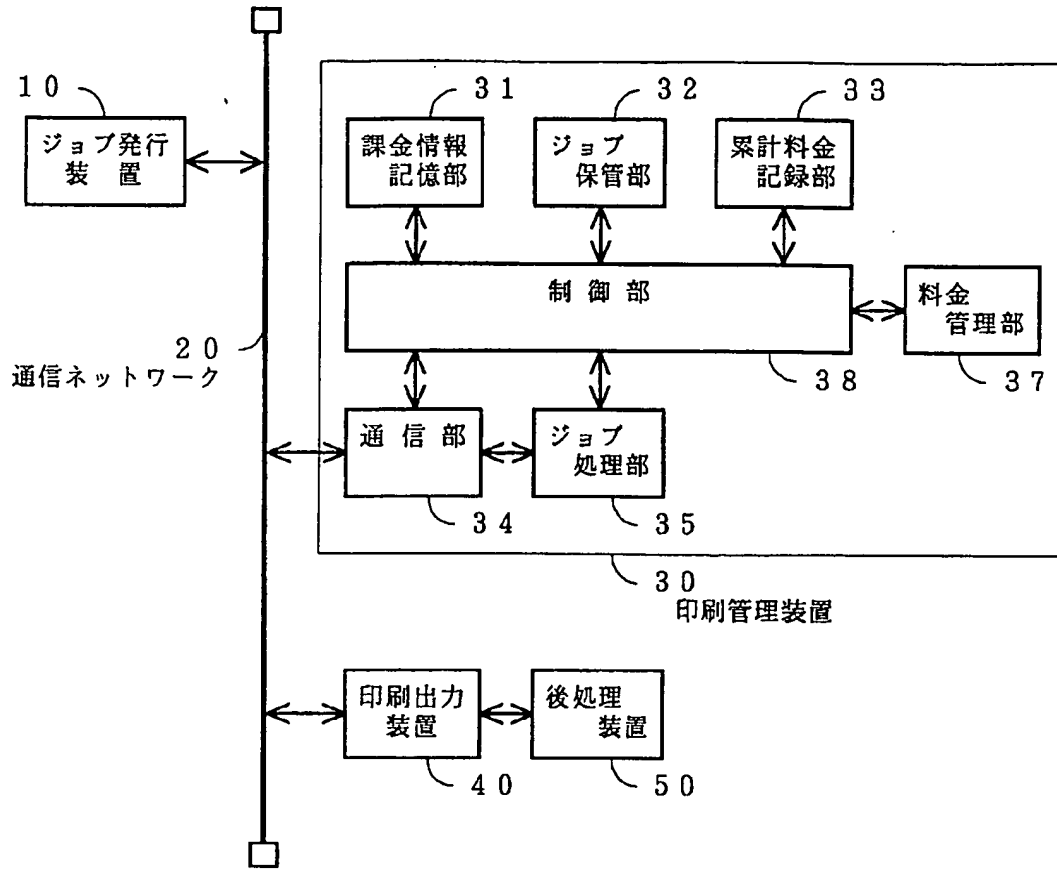 10
ジョブ発行
装置
31
課金情報
記憶部
32
ジョブ
保管部
33
累計料金
記録部
制御部
38
料金
管理部
37
20
通信ネットワーク
通信部
34
ジョブ
処理部
35
30
印刷管理装置
印刷出力
装置
40
後処理
装置
50